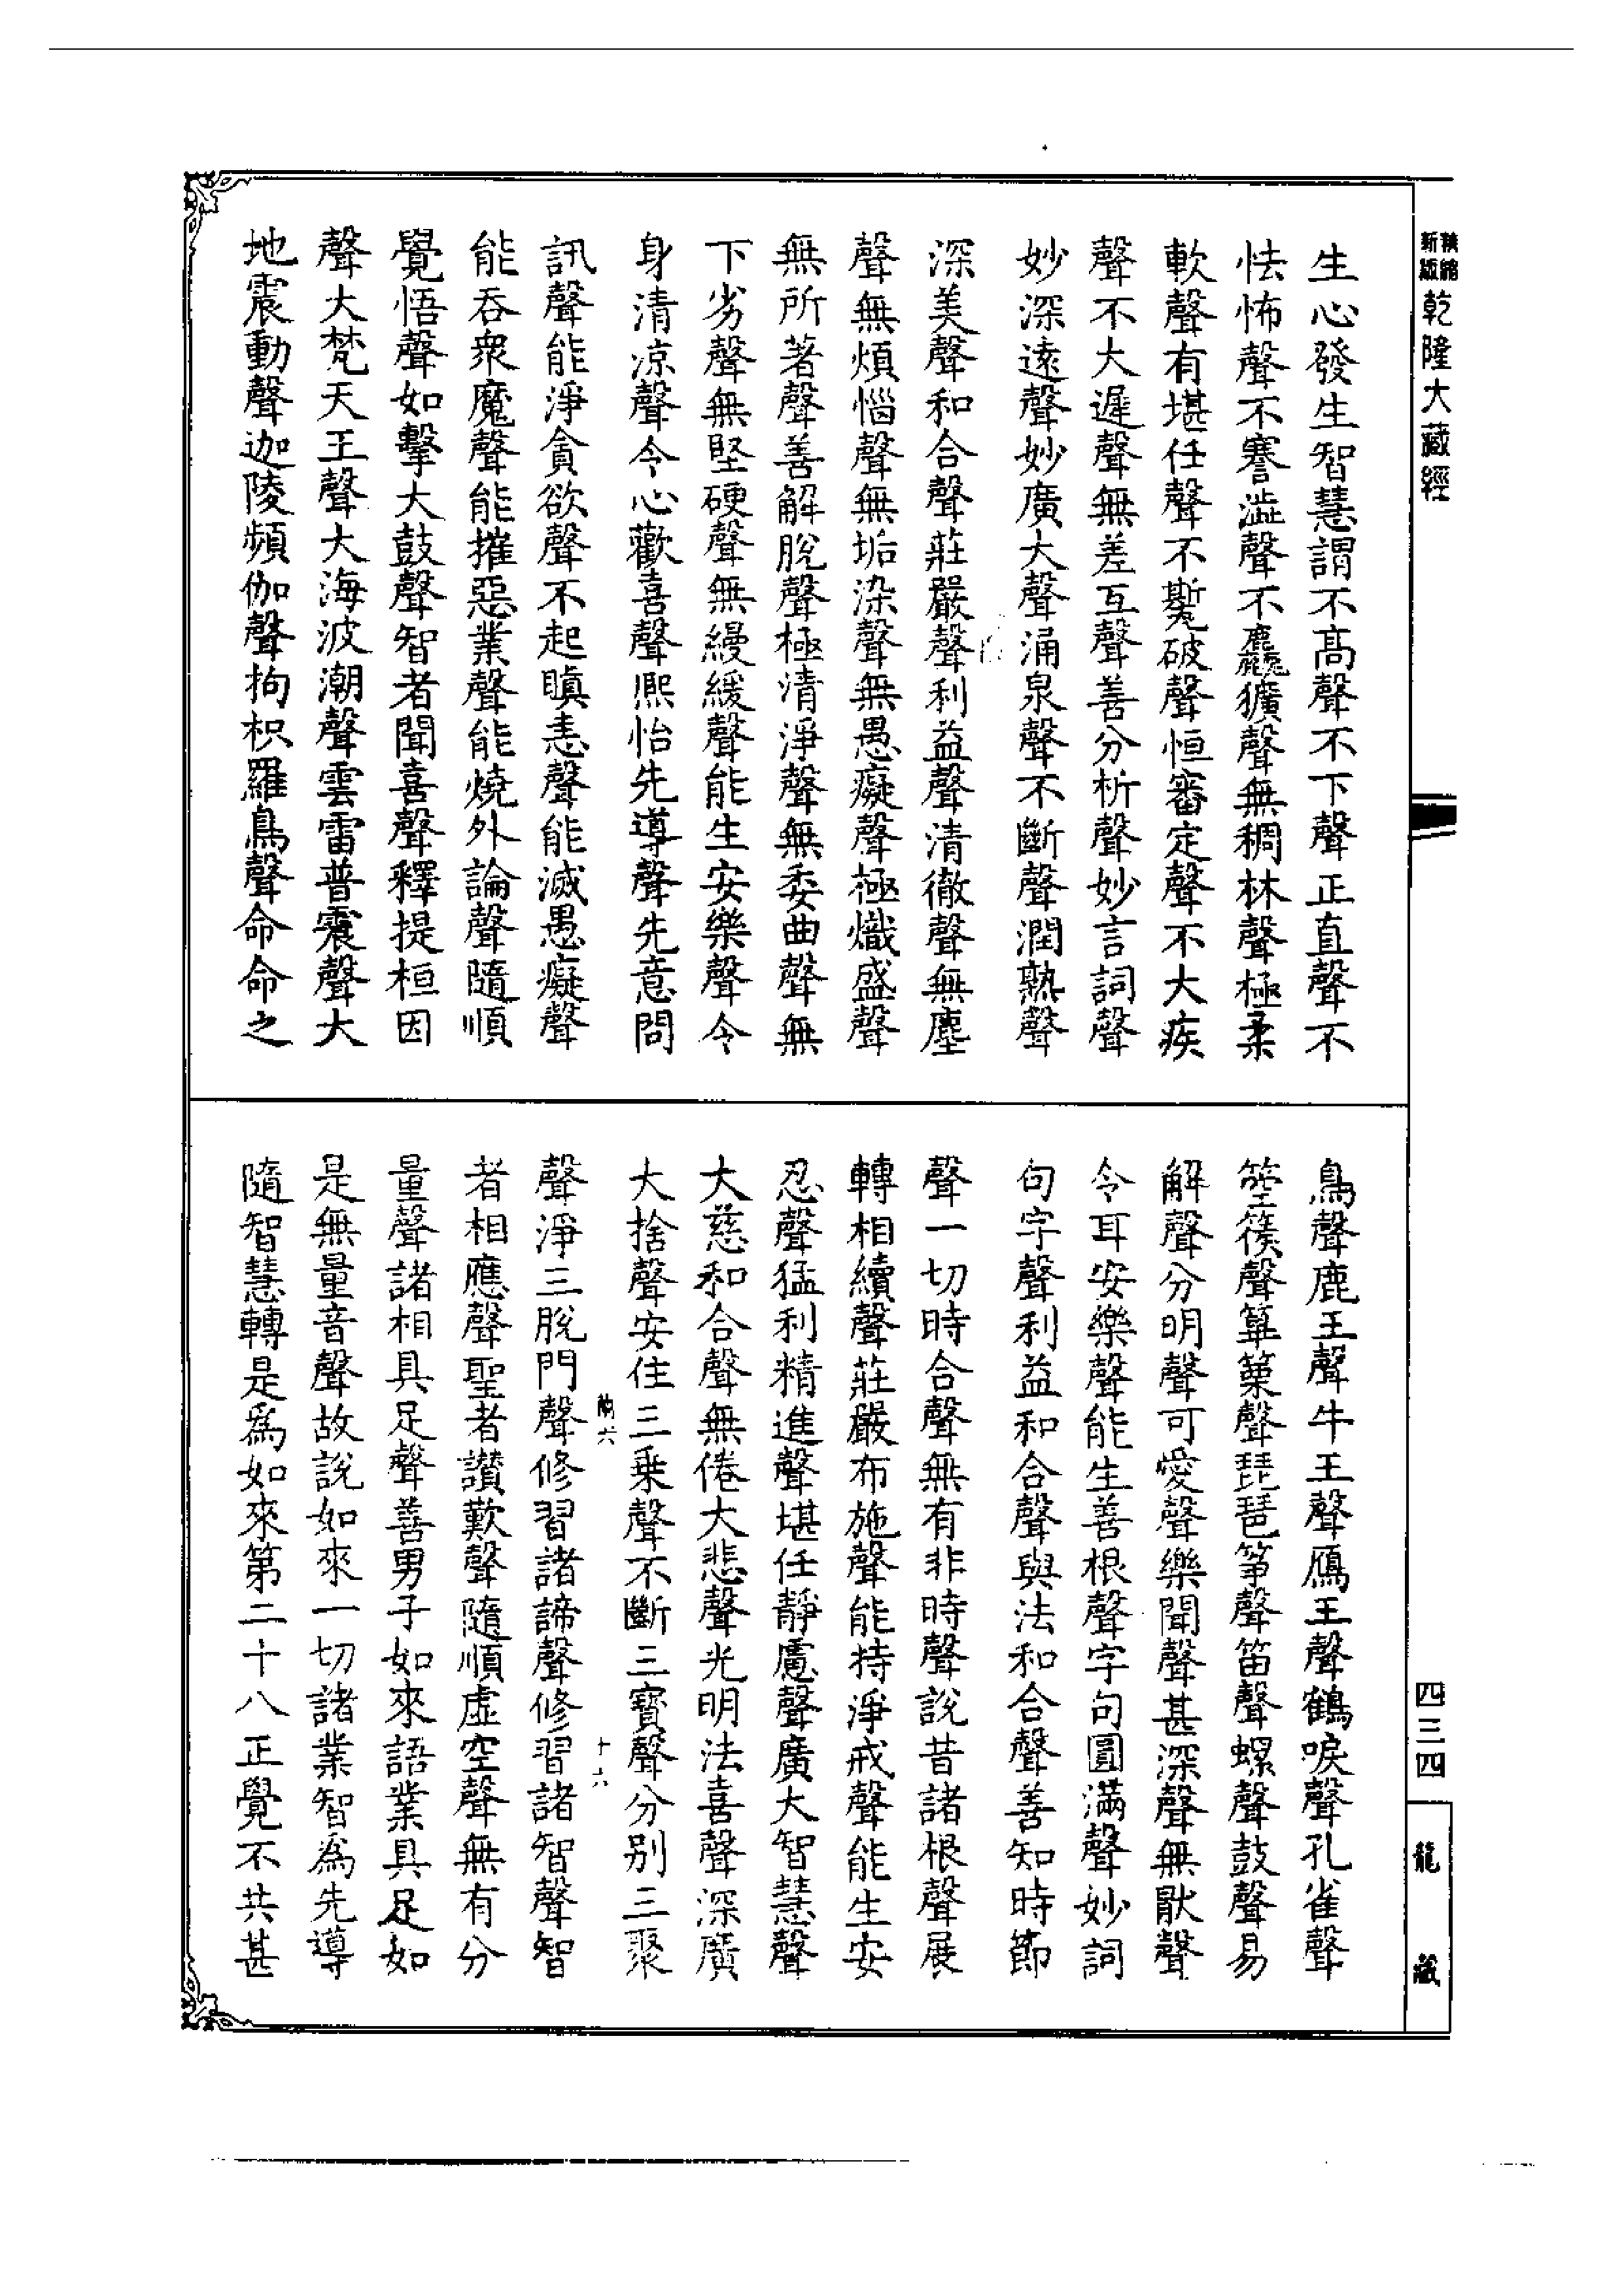 新版 精縮 乾隆大藏經
生心發生智慧謂不高聲不下聲正直聲不
怯怖聲不謇澁聲不麤獷聲無稠林聲極柔
軟聲有堪任聲不㽄破聲恒審定聲不大疾
聲不大遲聲無差互聲善分析聲妙言詞聲
妙深遠聲妙廣大聲涌泉聲不斷聲潤熟聲
深美聲和合聲莊嚴聲利益聲清徹聲無塵
聲無煩惱聲無垢染聲無愚癡聲極熾盛聲
無所著聲善解脫聲極清淨聲無委曲聲無
下劣聲無堅硬聲無縵緩聲能生安樂聲令
身清凉聲令心歡喜聲熈怡先導聲先意問
訊聲能淨貪欲聲不起瞋恚聲能滅愚癡聲
能吞衆魔聲能摧惡業聲能燒外論聲隨順
覺悟聲如擊大鼓聲智者聞喜聲釋提桓因
聲大梵天王聲大海波潮聲雲雷普震聲大
地震動聲迦陵頻伽聲拘枳羅鳥聲命命之
鳥聲鹿王聲牛王聲鴈王聲鶴唳聲孔雀聲
箜篌聲篳篥聲琵琶箏聲笛聲螺聲鼓聲易
解聲分明聲可愛聲樂聞聲甚深聲無猒聲
令耳安樂聲能生善根聲字句圓滿聲妙詞
句字聲利益和合聲與法和合聲善知時節
聲一切時合聲無有非時聲說昔諸根聲展
轉相續聲莊嚴布施聲能持淨戒聲能生安
忍聲猛利精進聲堪任靜慮聲廣大智慧聲
大慈和合聲無倦大悲聲光明法喜聲深廣
大捨聲安住三乘聲不斷三寶聲分别三聚
蘭六 十六
聲淨三脫門聲修習諸諦聲修習諸智聲智
者相應聲聖者讚歎聲隨順虛空聲無有分
量聲諸相具足聲善男子如來語業具足如
是無量音聲故說如來一切諸業智爲先導
隨智慧轉是爲如來第二十八正覺不共甚
四三四
龍藏